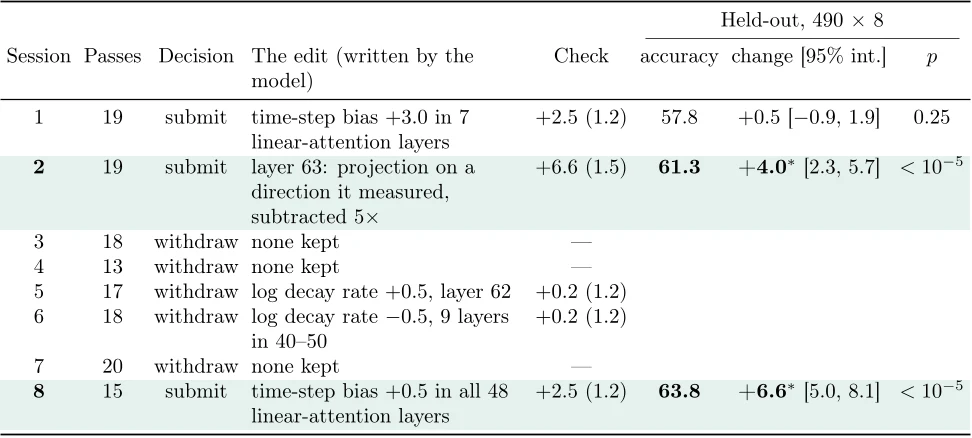 Held-out, 490 × 8
Session Passes Decision The edit (written by the model) Check accuracy change [95% int.] p
1 19 submit time-step bias +3.0 in 7 +2.5 (1.2) 57.8 +0.5 [−0.9, 1.9] 0.25
linear-attention layers
2 19 submit layer 63: projection on a +6.6 (1.5) 61.3 +4.0* [2.3, 5.7] < 10⁻⁵
direction it measured,
subtracted 5×
3 18 withdraw none kept —
4 13 withdraw none kept —
5 17 withdraw log decay rate +0.5, layer 62 +0.2 (1.2)
6 18 withdraw log decay rate −0.5, 9 layers +0.2 (1.2)
in 40–50
7 20 withdraw none kept —
8 15 submit time-step bias +0.5 in all 48 +2.5 (1.2) 63.8 +6.6* [5.0, 8.1] < 10⁻⁵
linear-attention layers